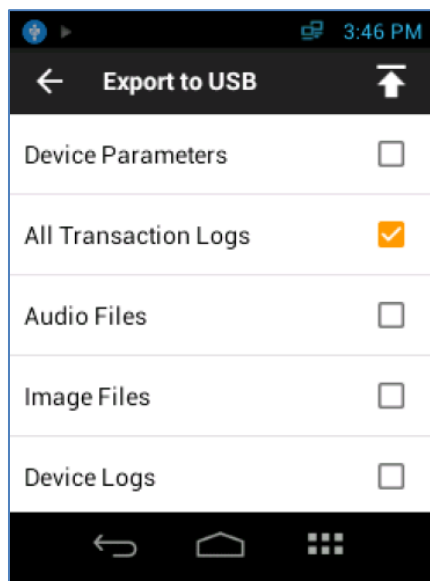 3:46 PM
Export to USB
Device Parameters
All Transaction Logs
Audio Files
Image Files
Device Logs